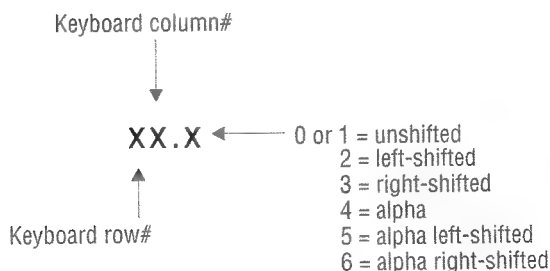 Keyboard column#
XX.X
0 or 1 = unshifted
2 = left-shifted
3 = right-shifted
4 = alpha
5 = alpha left-shifted
6 = alpha right-shifted
Keyboard row#